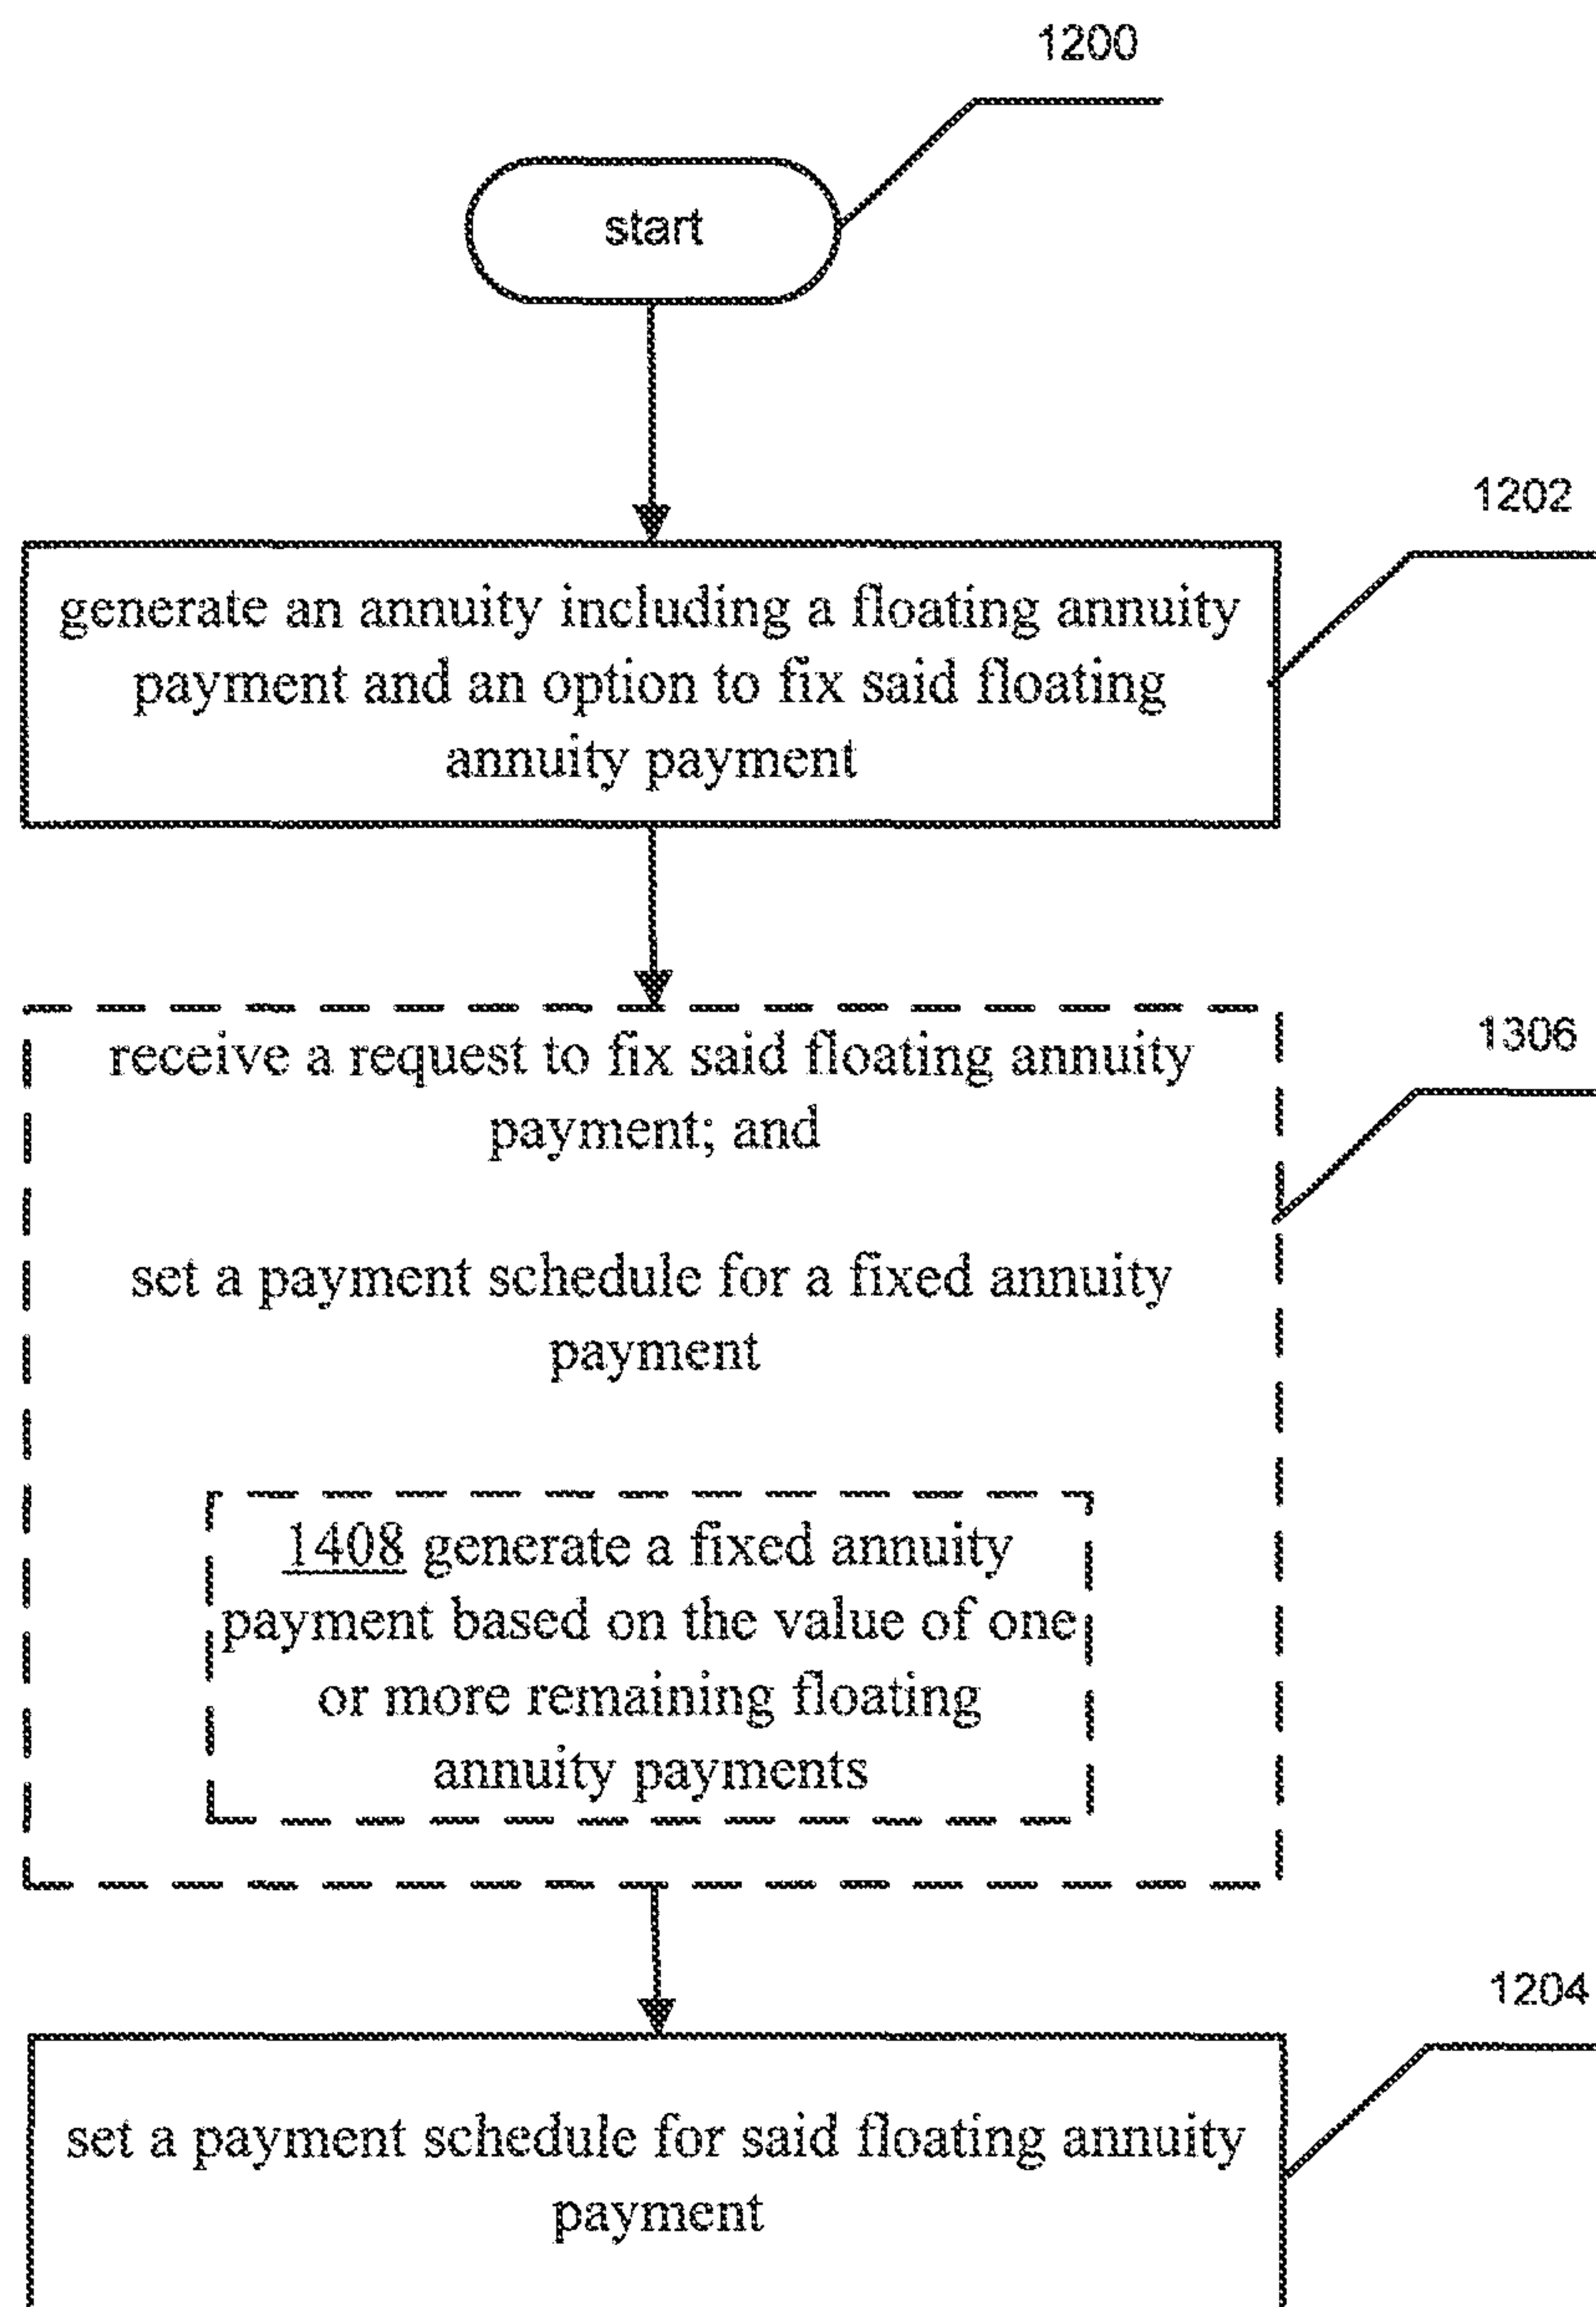 1200
start
1202
generate an annuity including a floating annuity
payment and an option to fix said floating
annuity payment
1306
receive a request to fix said floating annuity
payment; and
set a payment schedule for a fixed annuity
payment
1408 generate a fixed annuity
payment based on the value of one
or more remaining floating
annuity payments
1204
set a payment schedule for said floating annuity
payment